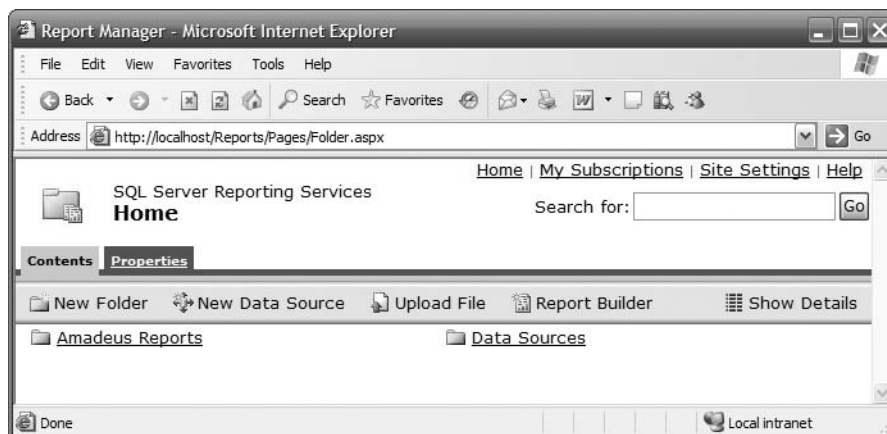 Report Manager - Microsoft Internet Explorer
File Edit View Favorites Tools Help
Back Search Favorites
Address http://localhost/Reports/Pages/Folder.aspx Go
Home | My Subscriptions | Site Settings | Help
SQL Server Reporting Services
Home
Search for: Go
Contents Properties
New Folder New Data Source Upload File Report Builder Show Details
Amadeus Reports Data Sources
Done Local intranet